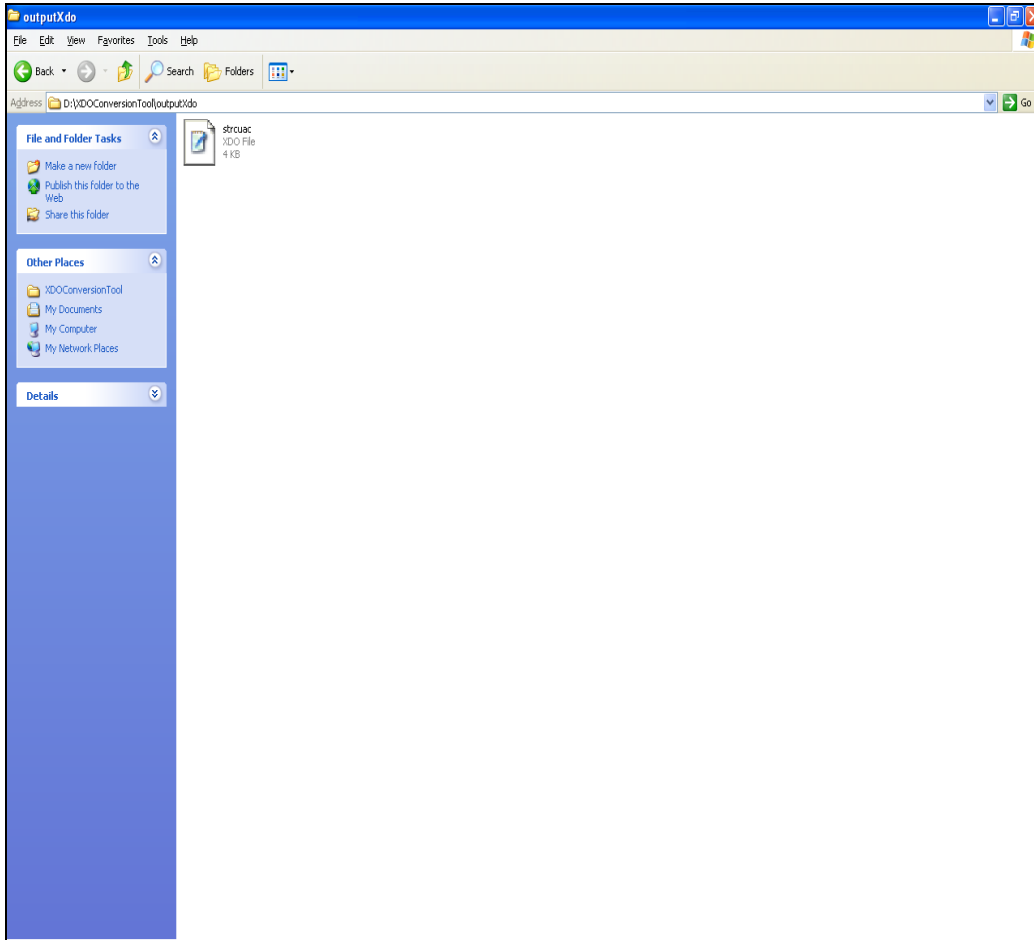 outputXdo
File Edit View Favorites Tools Help
Back Search Folders
Address D:\XDOConversionTool\outputXdo Go
File and Folder Tasks
Make a new folder
Publish this folder to the
Web
Share this folder
Other Places
XDOConversionTool
My Documents
My Computer
My Network Places
Details
strcuac
XDO File
4 KB